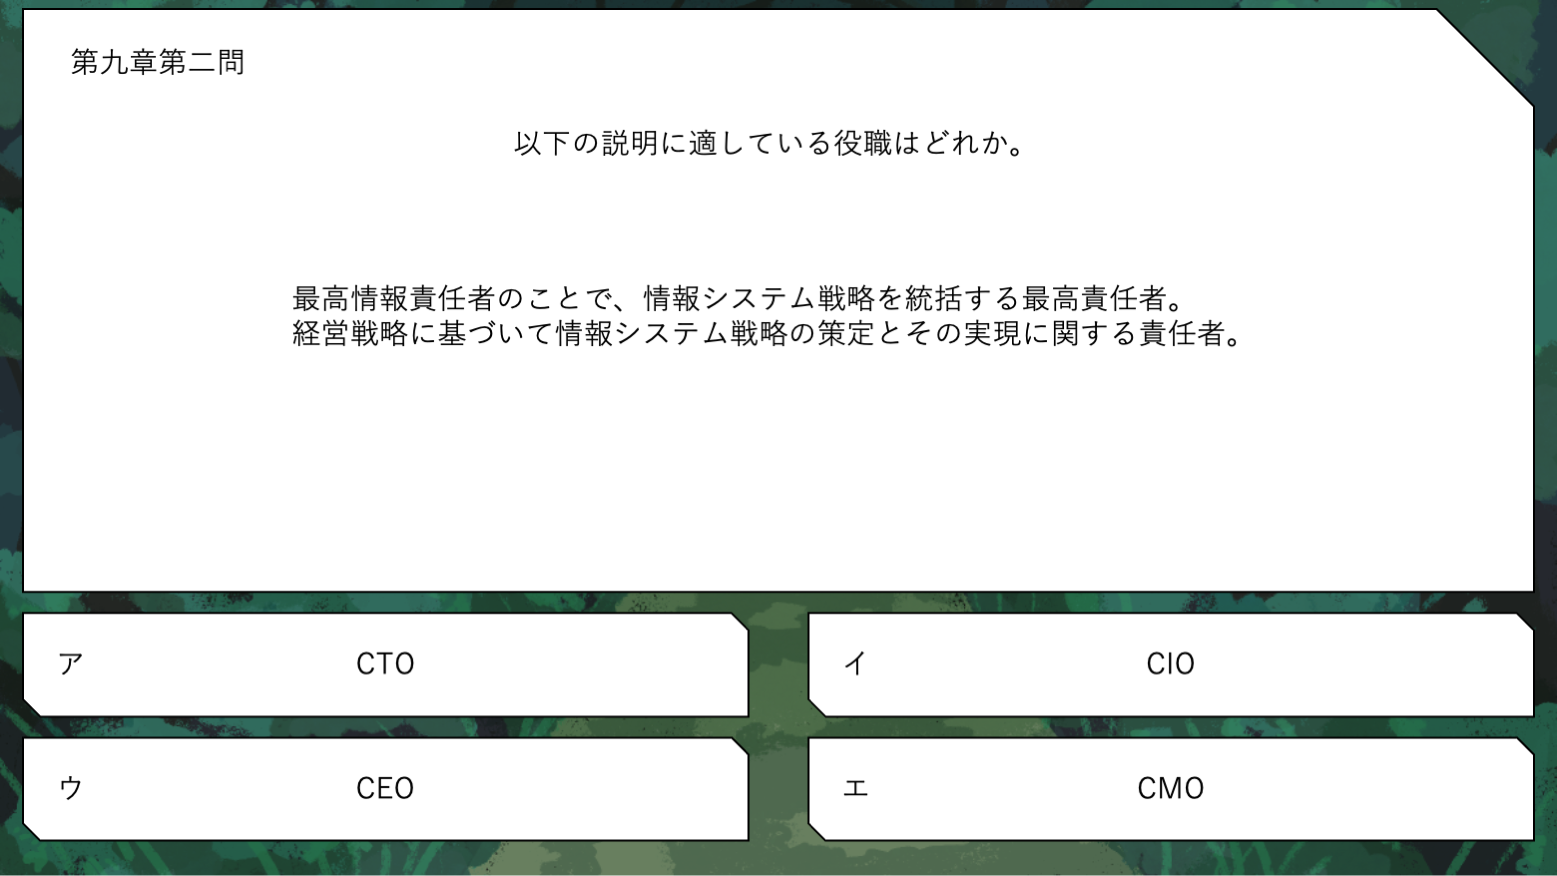 第九章第二問
以下の説明に適している役職はどれか。
最高情報責任者のことで、情報システム戦略を統括する最高責任者。
経営戦略に基づいて情報システム戦略の策定とその実現に関する責任者。
ア CTO
イ CIO
ウ CEO
エ CMO